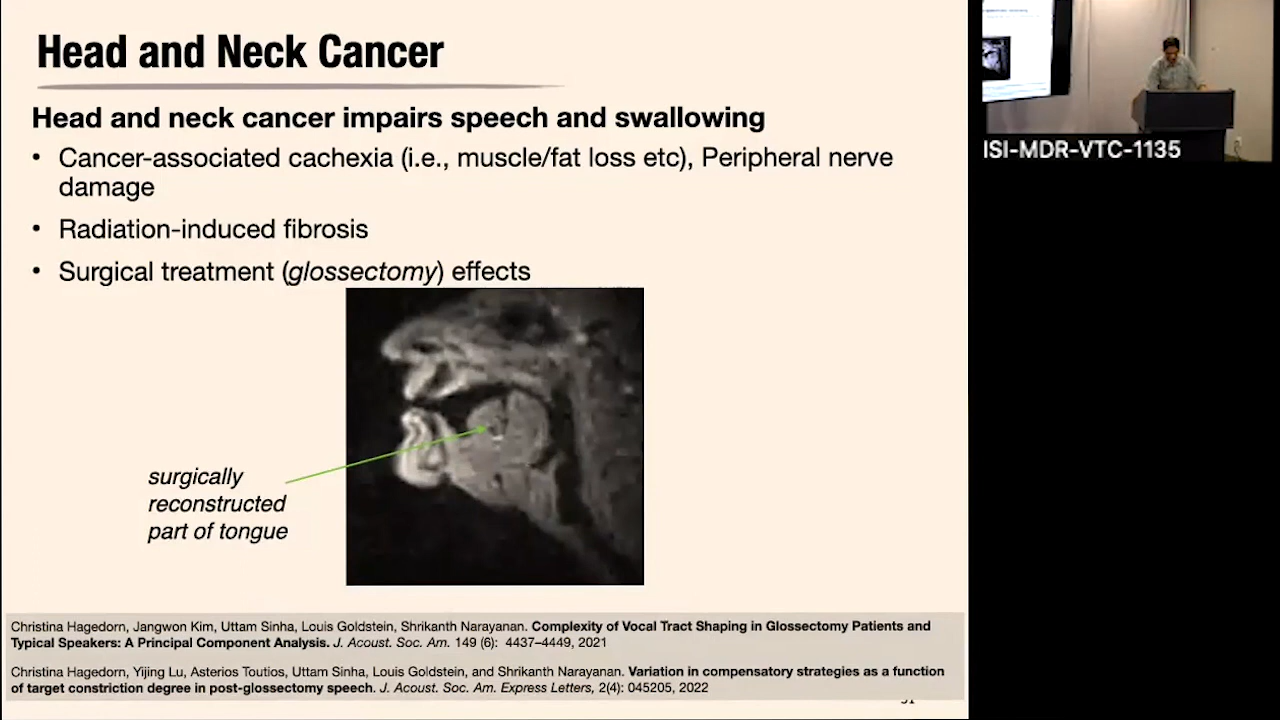 Head and Neck Cancer
Head and neck cancer impairs speech and swallowing
• Cancer-associated cachexia (i.e., muscle/fat loss etc), Peripheral nerve
damage
• Radiation-induced fibrosis
• Surgical treatment (glossectomy) effects
surgically
reconstructed
part of tongue
Christina Hagedorn, Jangwon Kim, Uttam Sinha, Louis Goldstein, Shrikanth Narayanan. Complexity of Vocal Tract Shaping in Glossectomy Patients and
Typical Speakers: A Principal Component Analysis. J. Acoust. Soc. Am. 149 (6): 4437–4449, 2021
Christina Hagedorn, Yijing Lu, Asterios Toutios, Uttam Sinha, Louis Goldstein, and Shrikanth Narayanan. Variation in compensatory strategies as a function
of target constriction degree in post-glossectomy speech. J. Acoust. Soc. Am. Express Letters, 2(4): 045205, 2022
ISI-MDR-VTC-1135